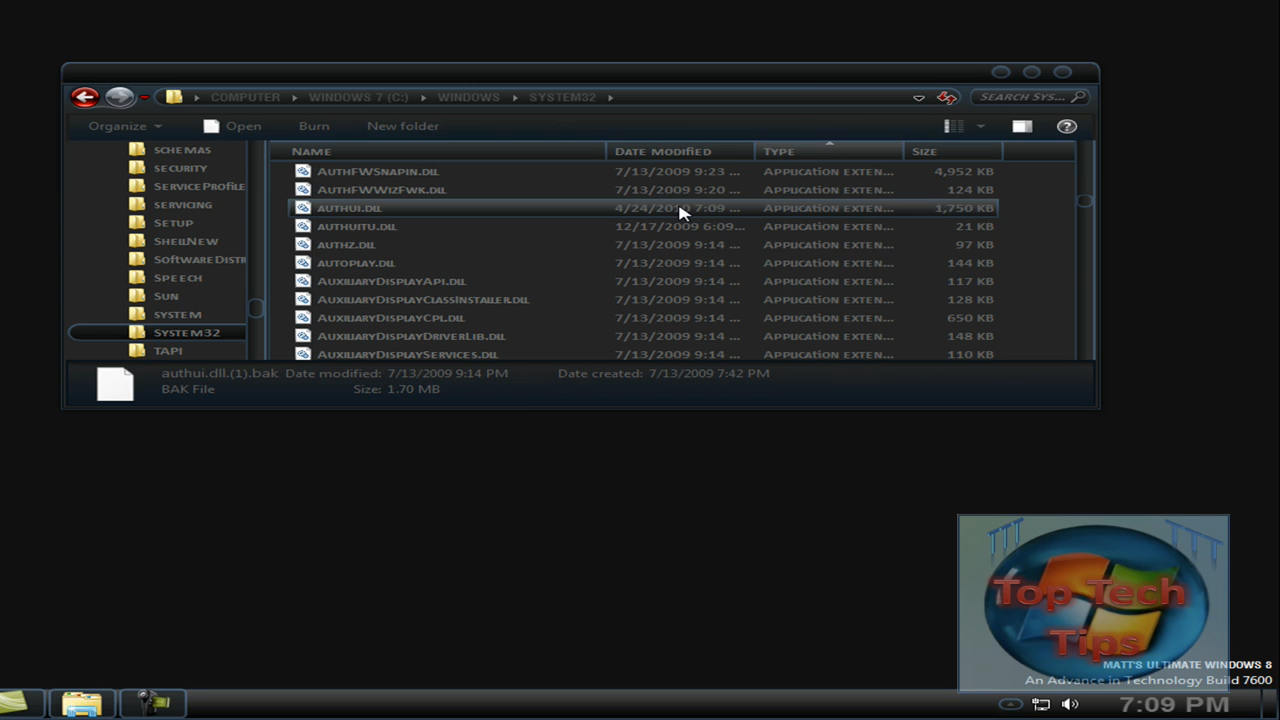 COMPUTER WINDOWS 7 (C:) WINDOWS SYSTEM32 SEARCH SYS...
Organize Open Burn New folder
NAME DATE MODIFIED TYPE SIZE
SCHEMAS
SECURITY
SERVICEPROFILE
SERVICING
SETUP
SHELLNEW
SOFTWAREDISTR
SPEECH
SUN
SYSTEM
SYSTEM32
TAPI
AUTHFWSNAPIN.DLL 7/13/2009 9:23 ... APPLICATION EXTEN... 4,952 KB
AUTHFWWIZFWK.DLL 7/13/2009 9:20 ... APPLICATION EXTEN... 124 KB
AUTHUI.DLL 4/24/2010 7:09 ... APPLICATION EXTEN... 1,750 KB
AUTHUITU.DLL 12/17/2009 6:09... APPLICATION EXTEN... 21 KB
AUTHZ.DLL 7/13/2009 9:14 ... APPLICATION EXTEN... 97 KB
AUTOPLAY.DLL 7/13/2009 9:14 ... APPLICATION EXTEN... 144 KB
AUXILIARYDISPLAYAPI.DLL 7/13/2009 9:14 ... APPLICATION EXTEN... 117 KB
AUXILIARYDISPLAYCLASSINSTALLER.DLL 7/13/2009 9:14 ... APPLICATION EXTEN... 128 KB
AUXILIARYDISPLAYCPL.DLL 7/13/2009 9:14 ... APPLICATION EXTEN... 650 KB
AUXILIARYDISPLAYDRIVERLIB.DLL 7/13/2009 9:14 ... APPLICATION EXTEN... 148 KB
AUXILIARYDISPLAYSERVICES.DLL 7/13/2009 9:14 ... APPLICATION EXTEN... 110 KB
authui.dll.(1).bak Date modified: 7/13/2009 9:14 PM Date created: 7/13/2009 7:42 PM
BAK File Size: 1.70 MB
TTT TTT
Top Tech
Tips
MATT'S ULTIMATE WINDOWS 8
An Advance in Technology Build 7600
7:09 PM